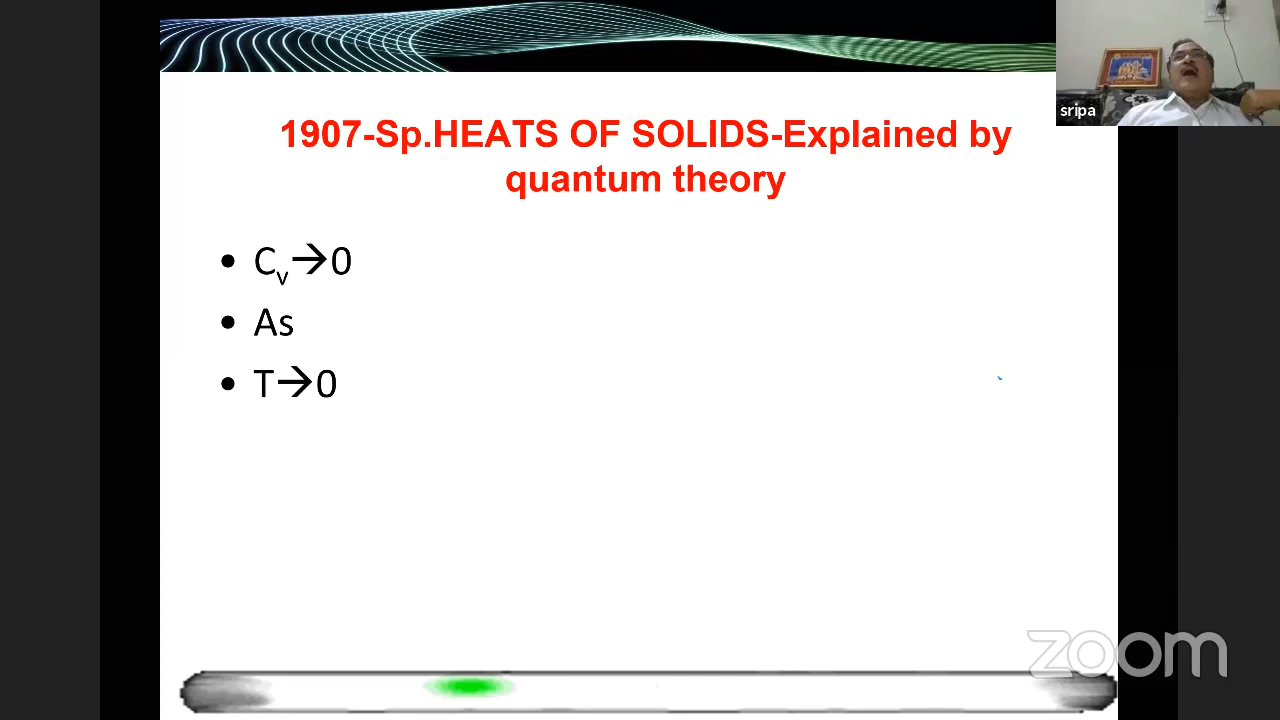 sripa
1907-Sp.HEATS OF SOLIDS-Explained by
quantum theory
• Cv→0
• As
• T→0
zoom